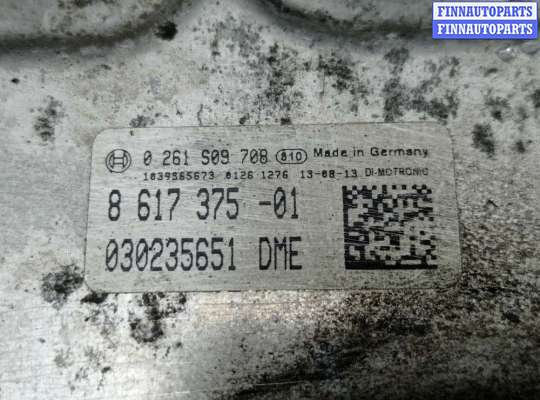 FINNAUTOPARTS
FINNAUTOPARTS
0 261 S09 708 810 Made in Germany
1039S65673 0126 1276 13-08-13 DI-MOTRONIC
8 617 375 -01
030235651 DME